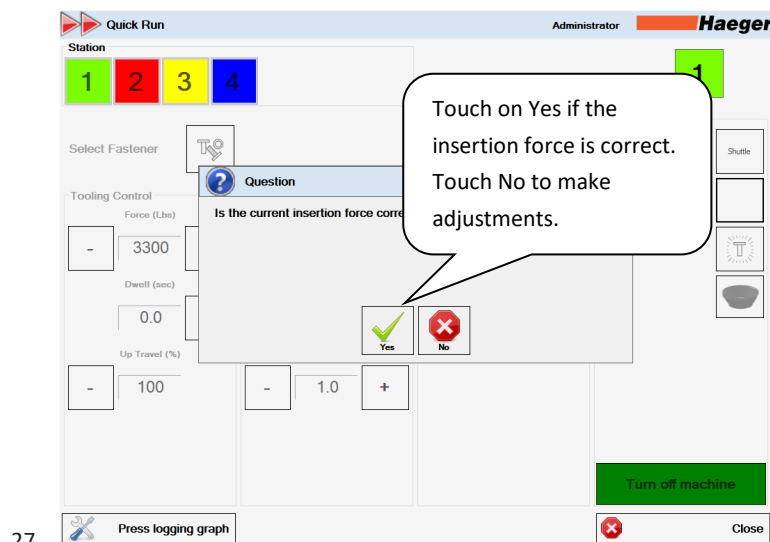 Quick Run
Administrator
Haeger
Station
1 2 3 4
1
Touch on Yes if the
insertion force is correct.
Touch No to make
adjustments.
Select Fastener
Shuttle
Question
Is the current insertion force corre
Tooling Control
Force (Lbs)
- 3300
Dwell (sec)
0.0
Yes
No
Up Travel (%)
- 100
- 1.0 +
Turn off machine
27
Press logging graph
Close